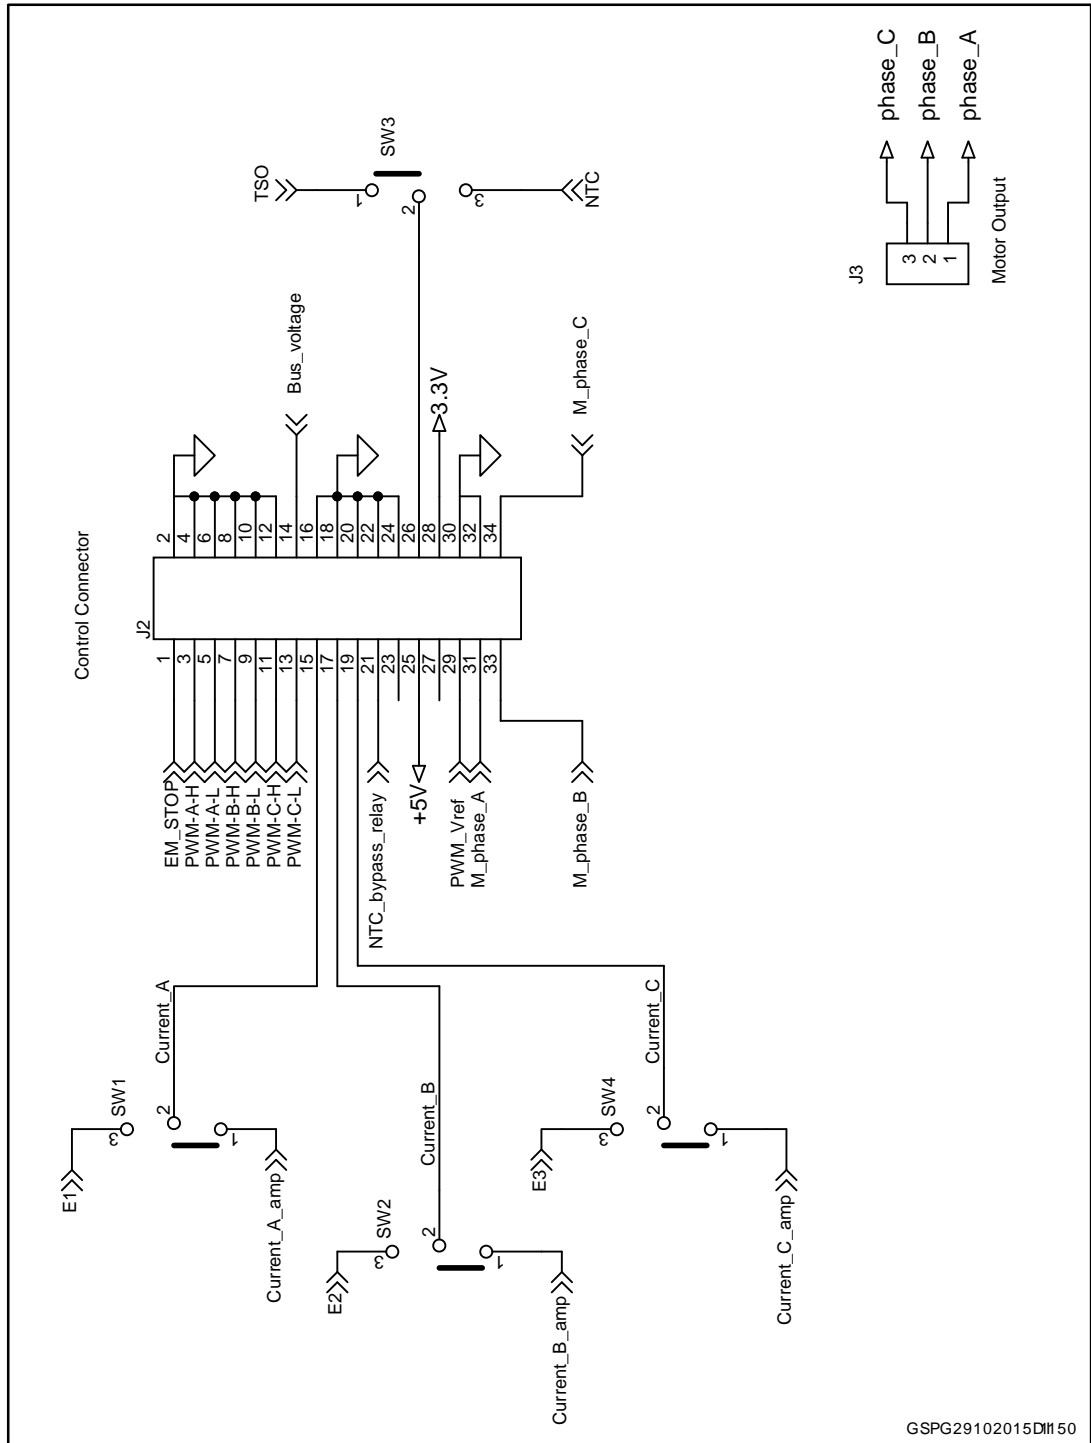 Control Connector
J2
1
3
5
7
9
11
13
15
17
19
21
23
25
27
29
31
33
2
4
6
8
10
12
14
16
18
20
22
24
26
28
30
32
34
EM_STOP
PWM-A-H
PWM-A-L
PWM-B-H
PWM-B-L
PWM-C-H
PWM-C-L
NTC_bypass_relay
+5V
PWM_Vref
M_phase_A
M_phase_B
Bus_voltage
3.3V
M_phase_C
TSO
1
SW3
2
3
NTC
E1
3
SW1
2
1
Current_A
Current_A_amp
E2
3
SW2
2
1
Current_B
Current_B_amp
E3
3
SW4
2
1
Current_C
Current_C_amp
J3
3
2
1
phase_C
phase_B
phase_A
Motor Output